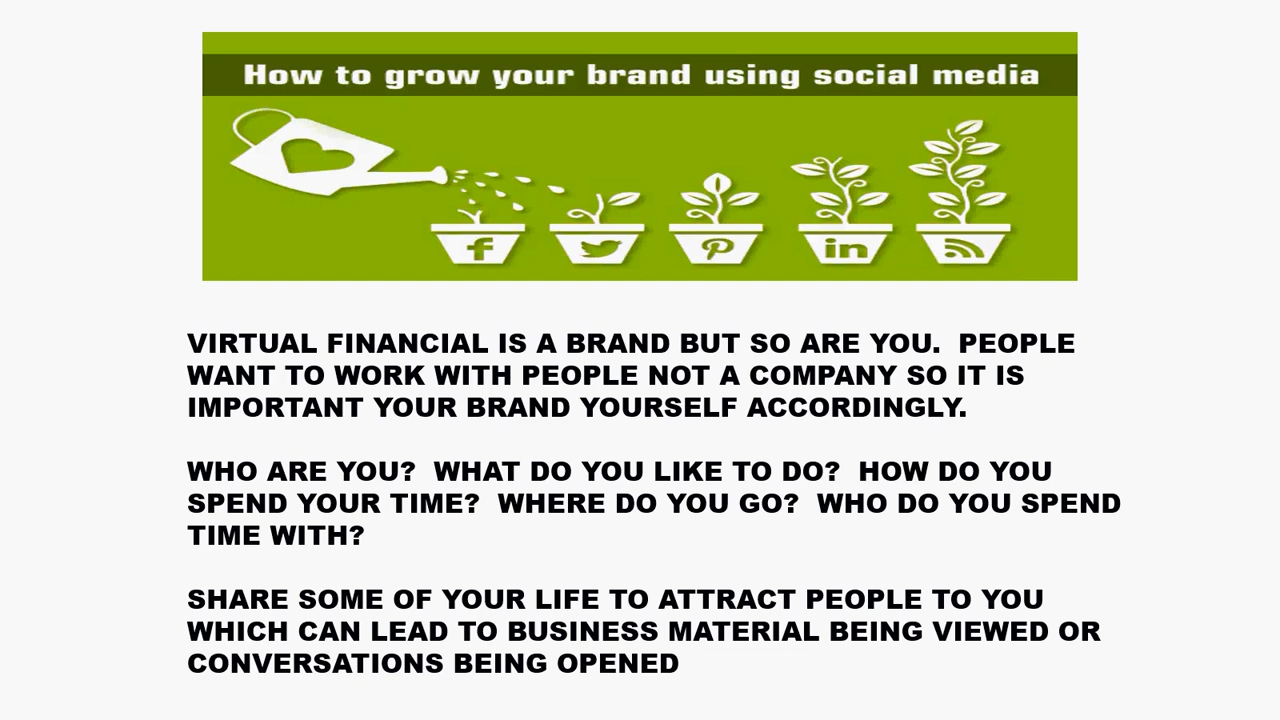 How to grow your brand using social media
f
in
VIRTUAL FINANCIAL IS A BRAND BUT SO ARE YOU.  PEOPLE
WANT TO WORK WITH PEOPLE NOT A COMPANY SO IT IS
IMPORTANT YOUR BRAND YOURSELF ACCORDINGLY.
WHO ARE YOU?  WHAT DO YOU LIKE TO DO?  HOW DO YOU
SPEND YOUR TIME?  WHERE DO YOU GO?  WHO DO YOU SPEND
TIME WITH?
SHARE SOME OF YOUR LIFE TO ATTRACT PEOPLE TO YOU
WHICH CAN LEAD TO BUSINESS MATERIAL BEING VIEWED OR
CONVERSATIONS BEING OPENED